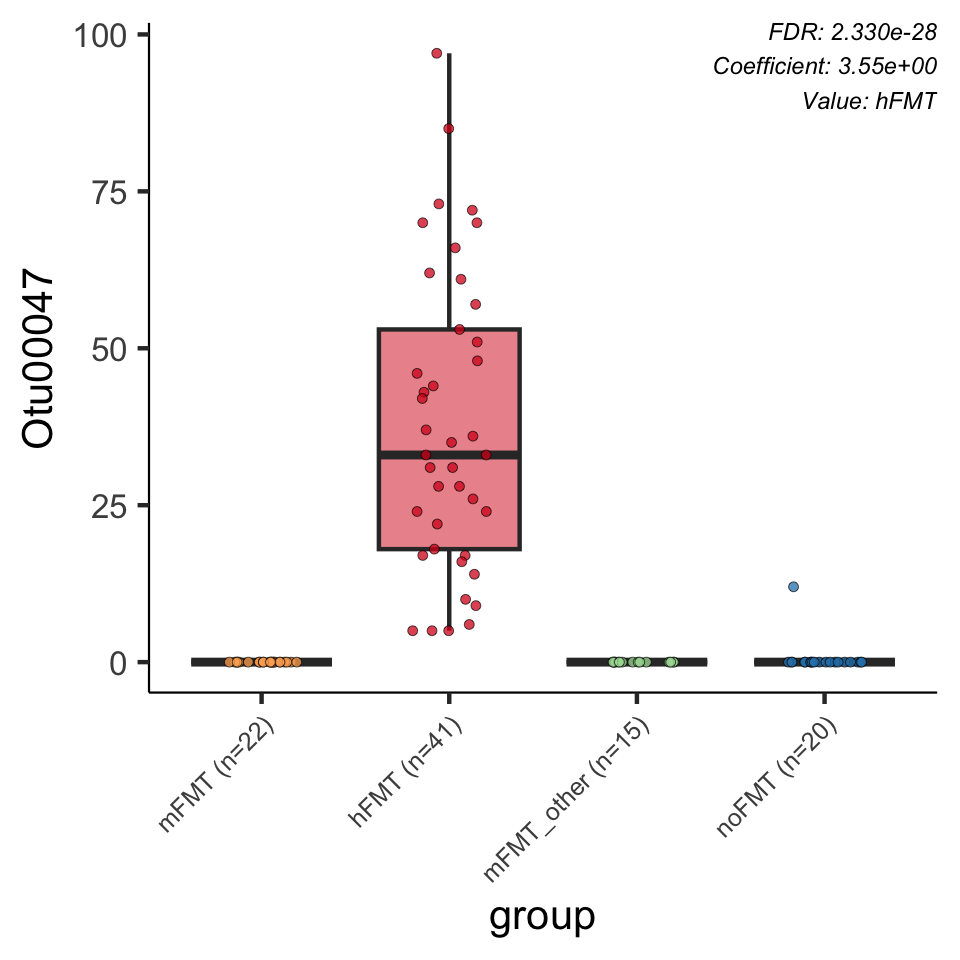 FDR: 2.330e-28
Coefficient: 3.55e+00
Value: hFMT
100
75
50
25
0
Otu00047
mFMT (n=22)
hFMT (n=41)
mFMT_other (n=15)
noFMT (n=20)
group